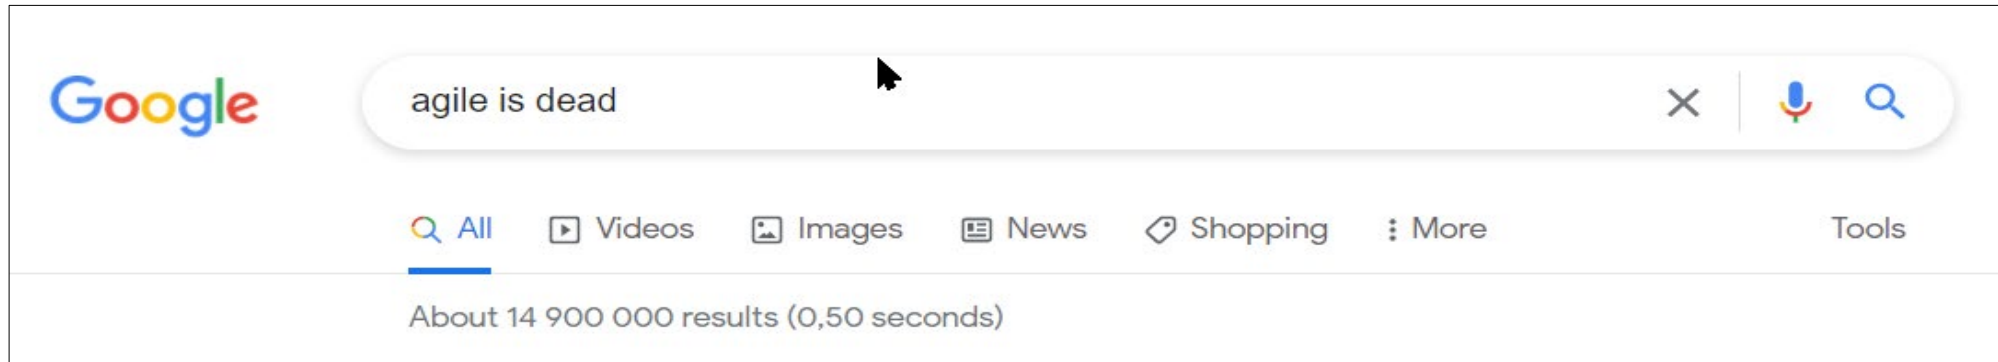 Google agile is dead
All Videos Images News Shopping More Tools
About 14 900 000 results (0,50 seconds)